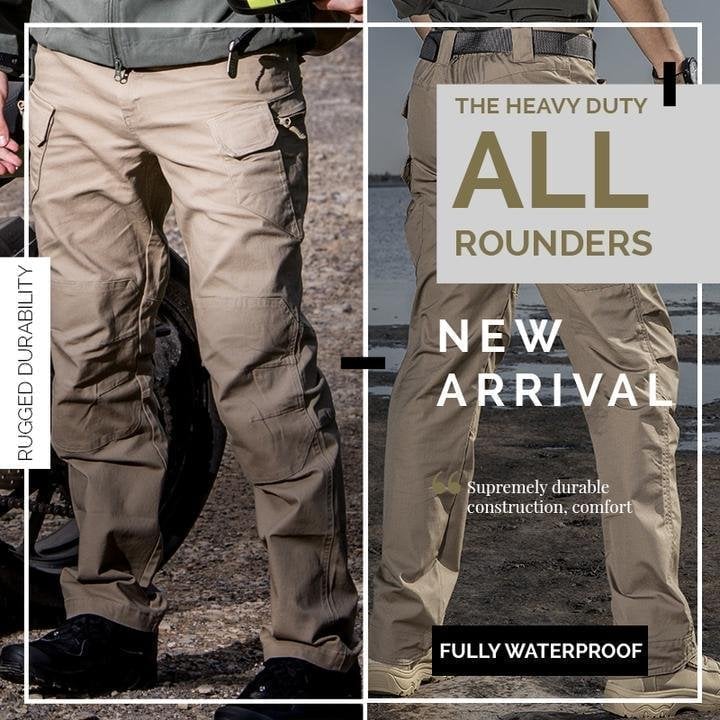 THE HEAVY DUTY
ALL
ROUNDERS
NEW
ARRIVAL
RUGGED DURABILITY
“ Supremely durable
construction, comfort
FULLY WATERPROOF